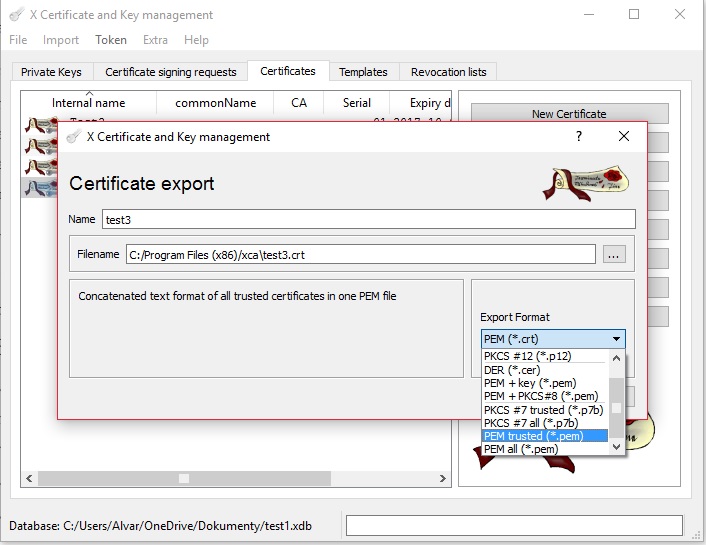 X Certificate and Key management
File Import Token Extra Help
Private Keys Certificate signing requests Certificates Templates Revocation lists
Internal name commonName CA Serial Expiry d
New Certificate
X Certificate and Key management
?
Certificate export
Name test3
Filename C:/Program Files (x86)/xca\test3.crt ...
Concatenated text format of all trusted certificates in one PEM file
Export Format
PEM (*.crt)
PKCS #12 (*.p12)
DER (*.cer)
PEM + key (*.pem)
PEM + PKCS#8 (*.pem)
PKCS #7 trusted (*.p7b)
PKCS #7 all (*.p7b)
PEM trusted (*.pem)
PEM all (*.pem)
Database: C:/Users/Alvar/OneDrive/Dokumenty/test1.xdb